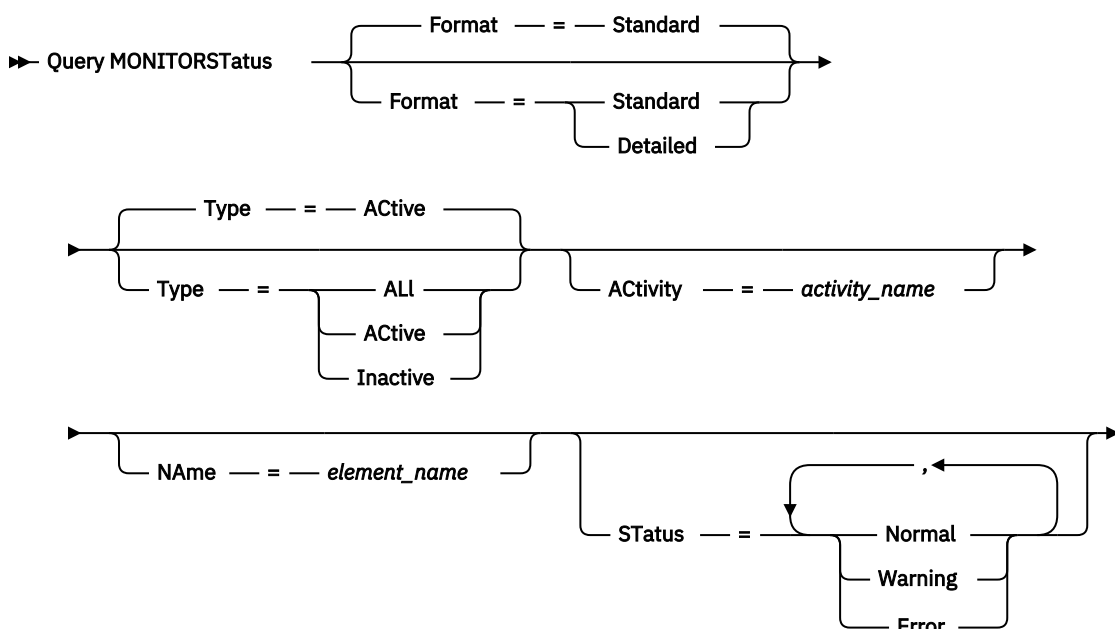 Format = Standard
Query MONITORSTatus
Format = Standard
Detailed
Type = ACtive
Type = ALl
ACtivity = activity_name
ACtive
Inactive
NAme = element_name
,
STatus = Normal
Warning
Error